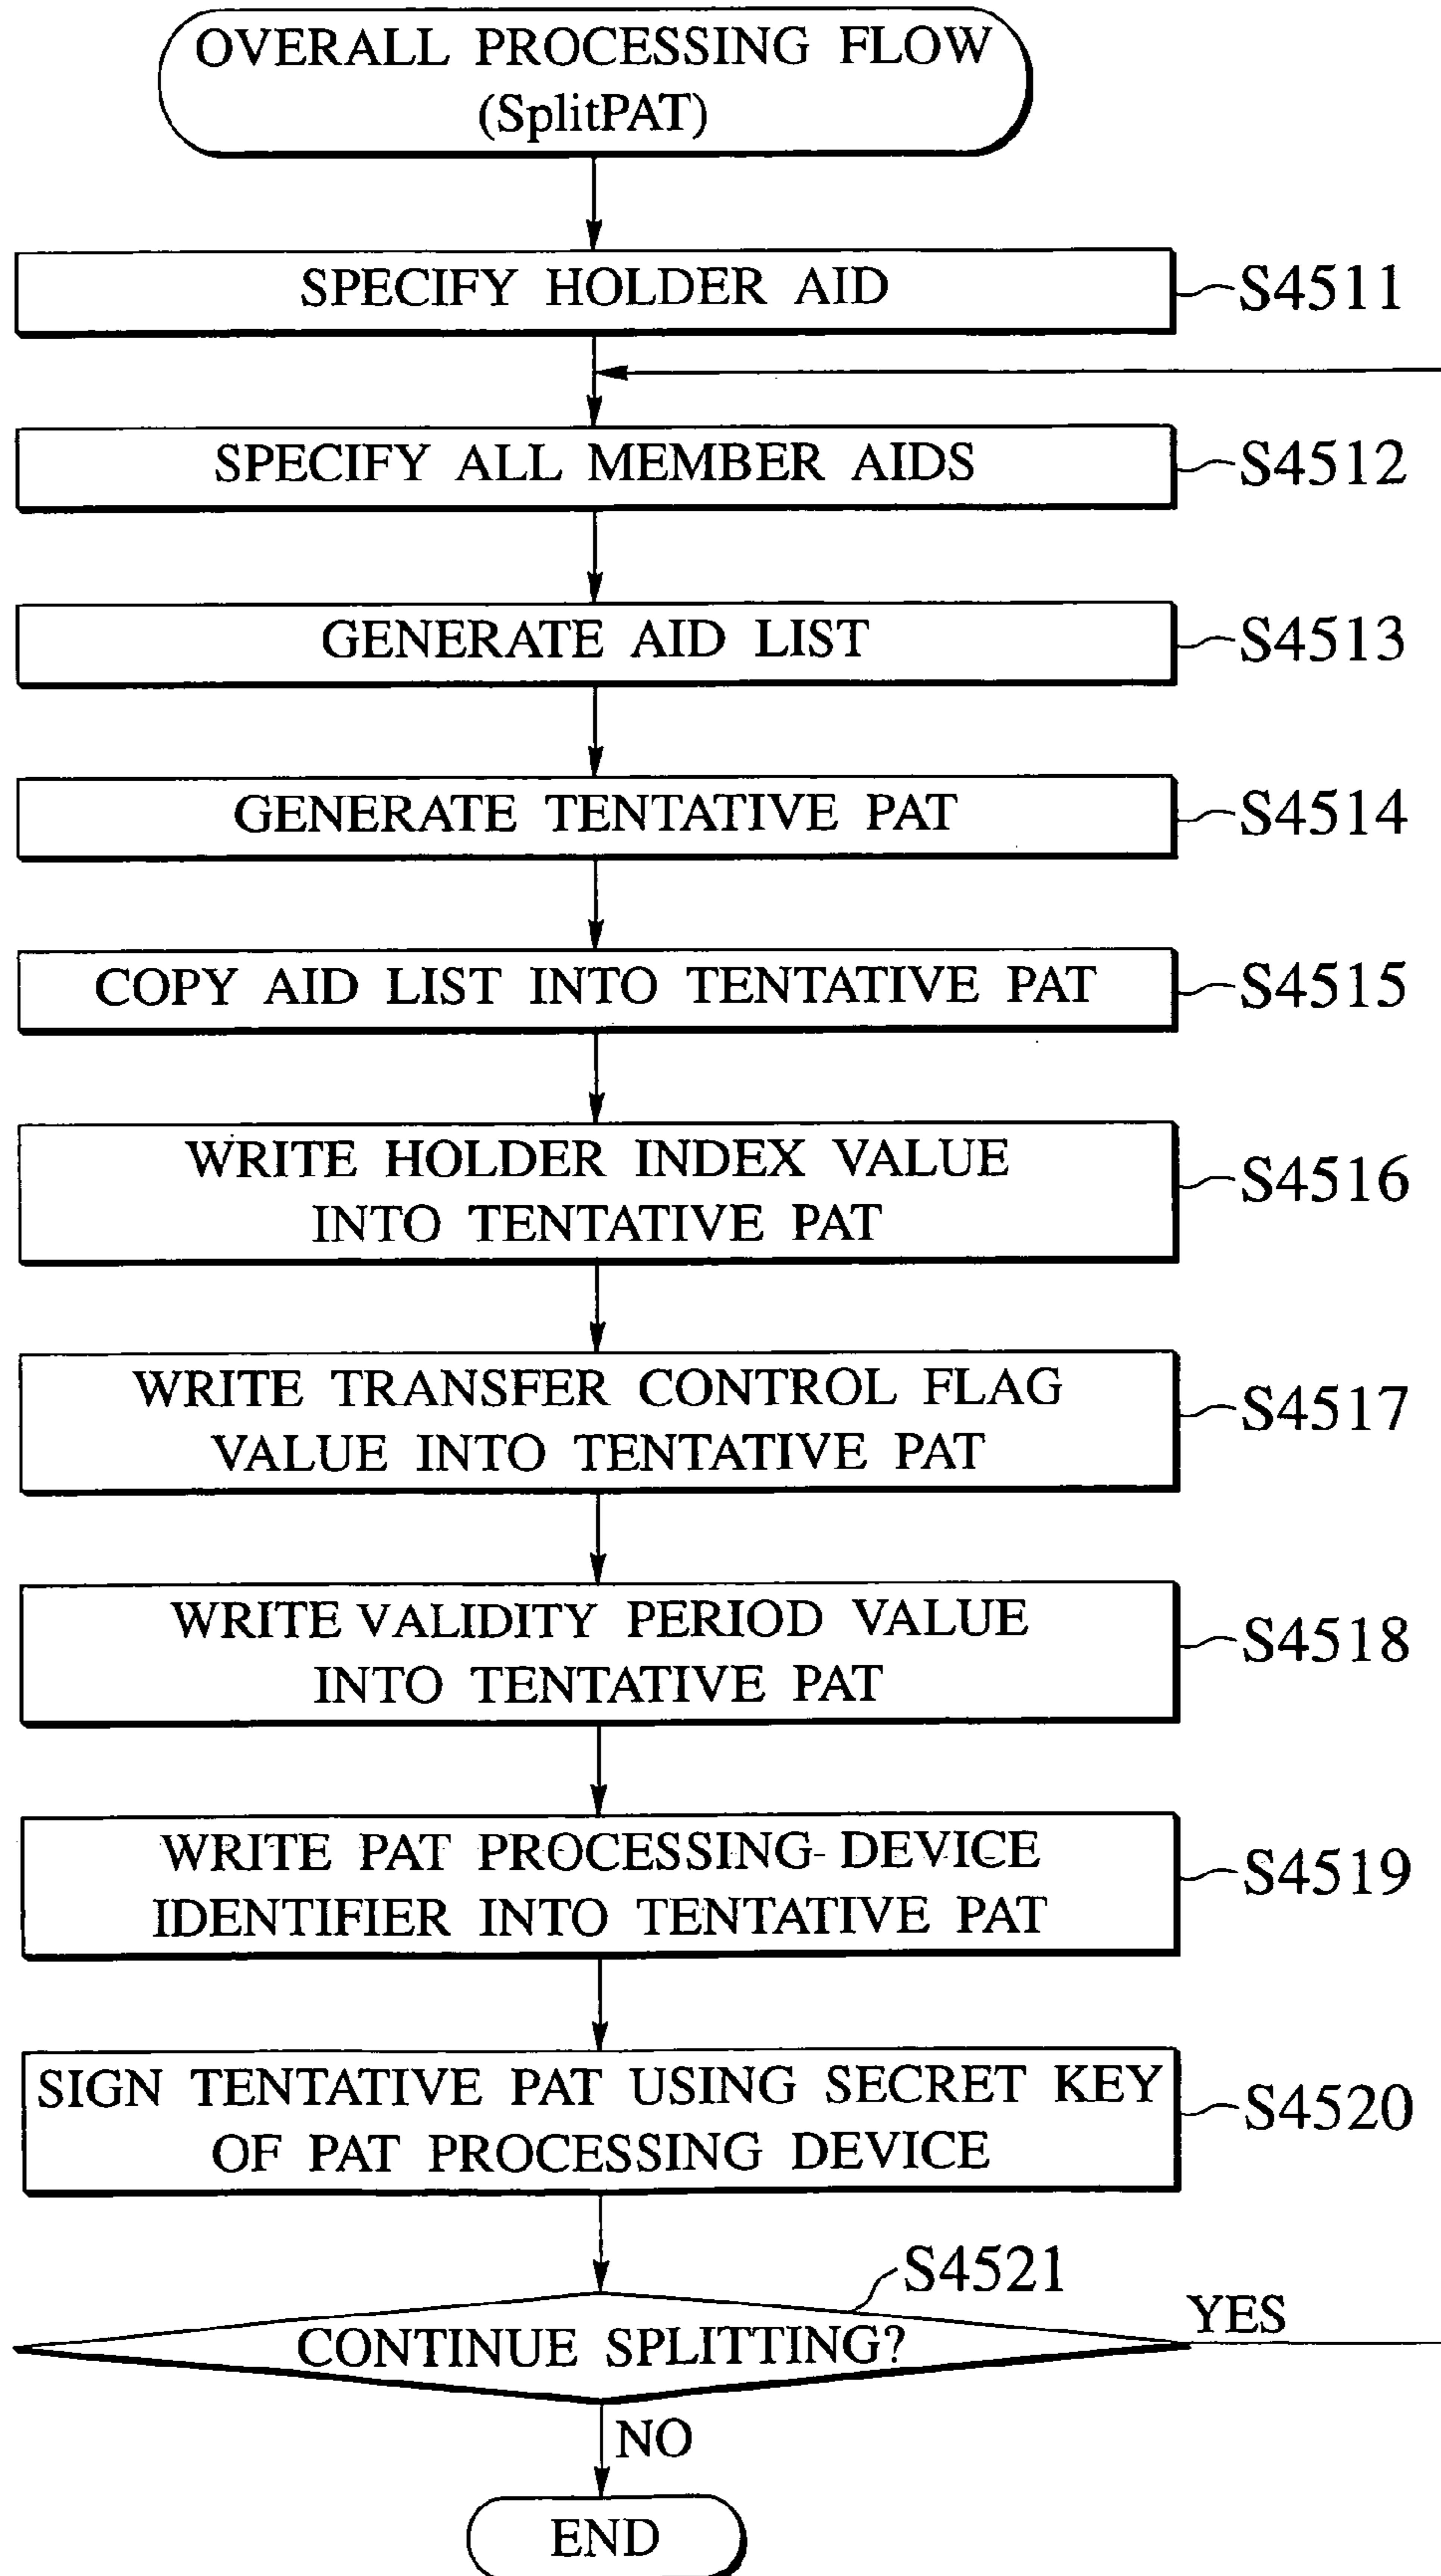 OVERALL PROCESSING FLOW
(SplitPAT)
SPECIFY HOLDER AID
S4511
SPECIFY ALL MEMBER AIDS
S4512
GENERATE AID LIST
S4513
GENERATE TENTATIVE PAT
S4514
COPY AID LIST INTO TENTATIVE PAT
S4515
WRITE HOLDER INDEX VALUE
INTO TENTATIVE PAT
S4516
WRITE TRANSFER CONTROL FLAG
VALUE INTO TENTATIVE PAT
S4517
WRITE VALIDITY PERIOD VALUE
INTO TENTATIVE PAT
S4518
WRITE PAT PROCESSING-DEVICE
IDENTIFIER INTO TENTATIVE PAT
S4519
SIGN TENTATIVE PAT USING SECRET KEY
OF PAT PROCESSING DEVICE
S4520
S4521
CONTINUE SPLITTING?
YES
NO
END